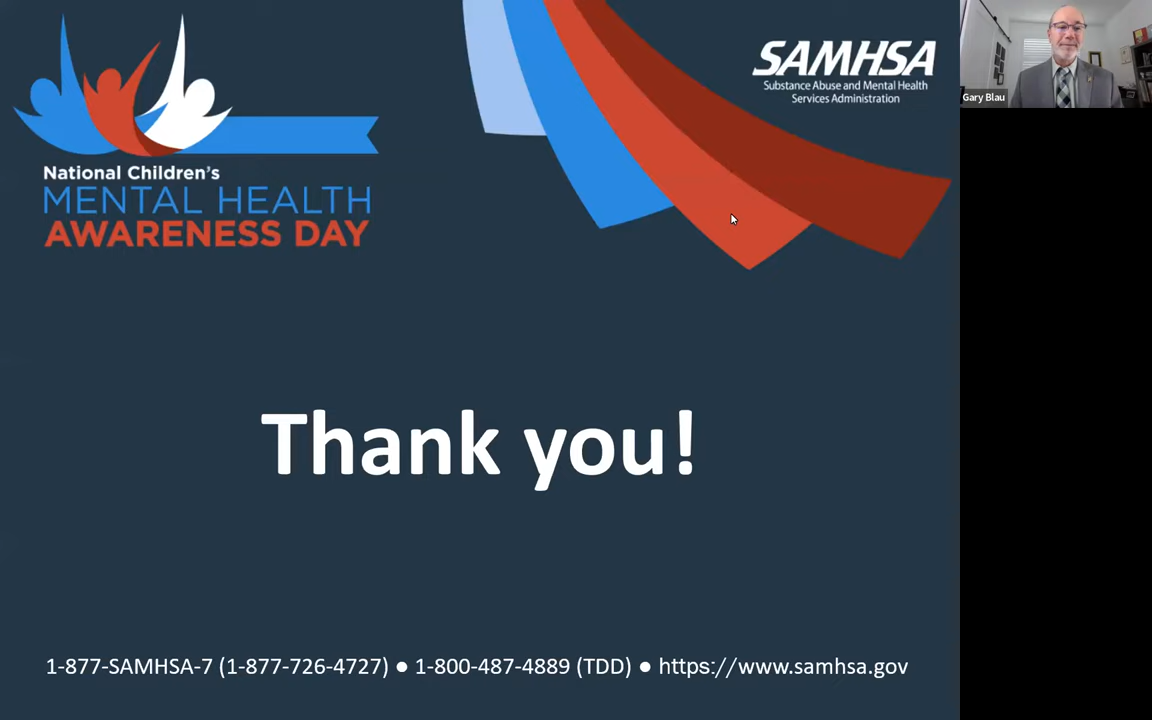 SAMHSA
Substance Abuse and Mental Health
Services Administration
Gary Blau
National Children's
MENTAL HEALTH
AWARENESS DAY
Thank you!
1-877-SAMHSA-7 (1-877-726-4727) ● 1-800-487-4889 (TDD) ● https://www.samhsa.gov